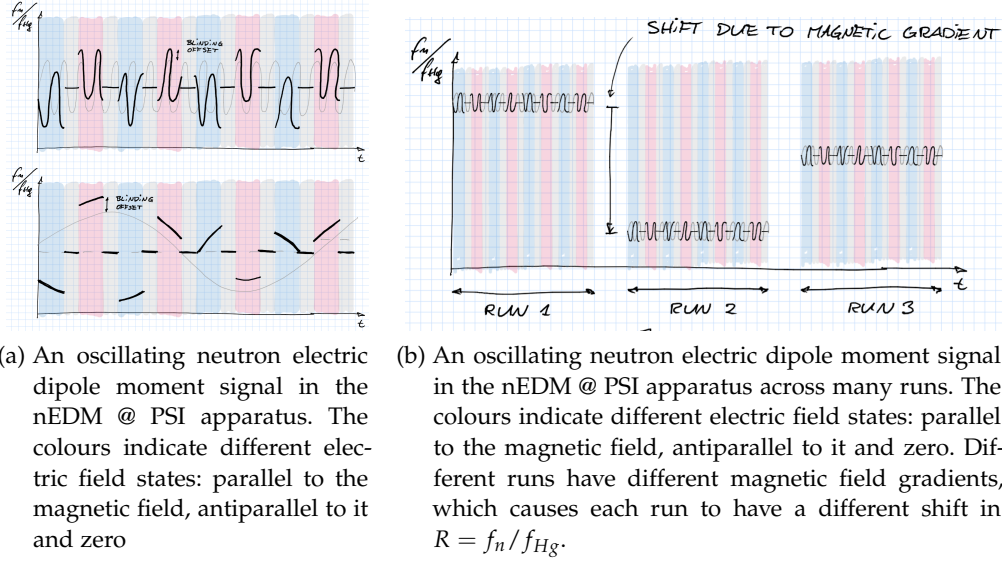 fn/fHg
BLINDING
OFFSET
t
fn/fHg
BLINDING
OFFSET
t
SHIFT DUE TO MAGNETIC GRADIENT
fn/fHg
t
RUN 1
RUN 2
RUN 3
(a) An oscillating neutron electric
dipole moment signal in the
nEDM @ PSI apparatus. The
colours indicate different elec-
tric field states: parallel to the
magnetic field, antiparallel to it
and zero
(b) An oscillating neutron electric dipole moment signal
in the nEDM @ PSI apparatus across many runs. The
colours indicate different electric field states: parallel
to the magnetic field, antiparallel to it and zero. Dif-
ferent runs have different magnetic field gradients,
which causes each run to have a different shift in
R = fn/fHg.